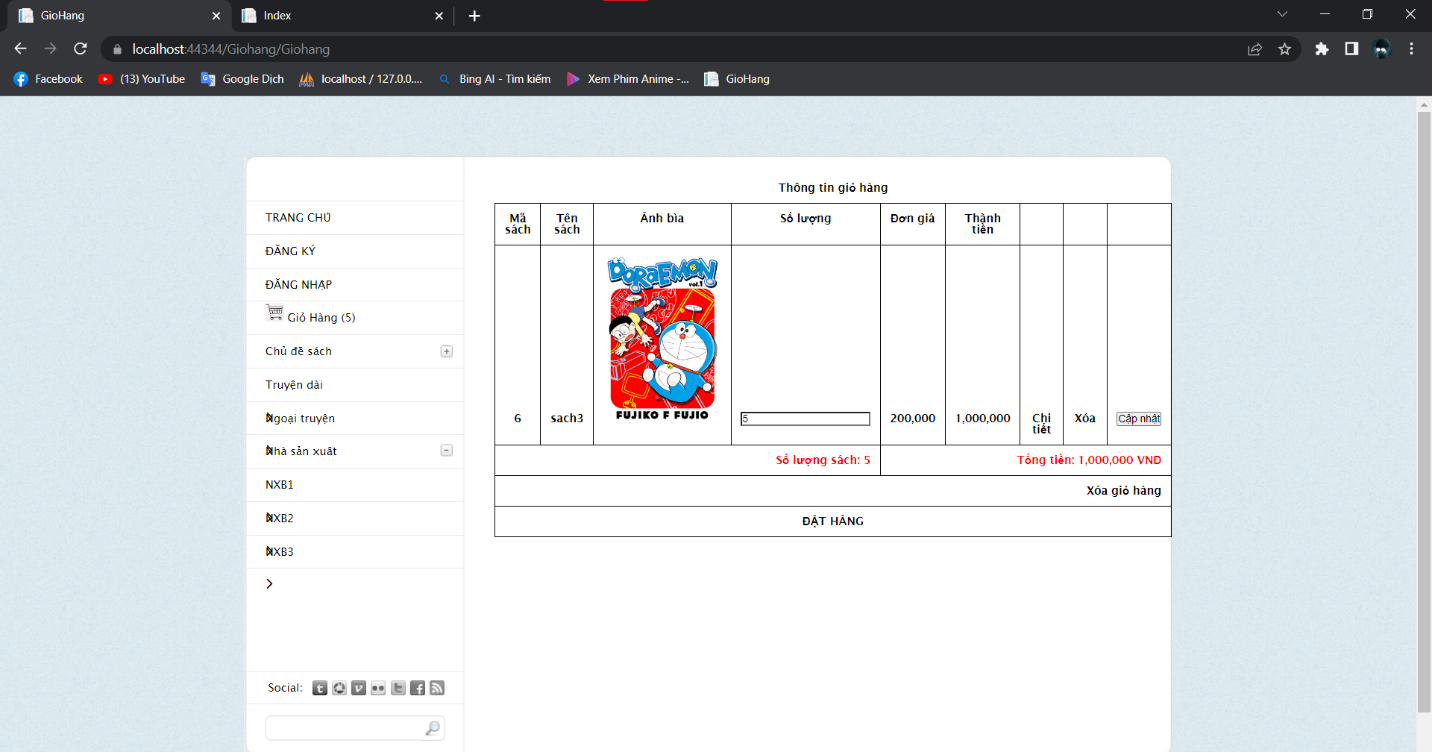 GioHang
Index
localhost:44344/Giohang/Giohang
Facebook
(13) YouTube
Google Dịch
localhost / 127.0.0....
Bing AI - Tìm kiếm
Xem Phim Anime -...
GioHang
TRANG CHỦ
ĐĂNG KÝ
ĐĂNG NHẬP
Giỏ Hàng (5)
Chủ đề sách
Truyện dài
Ngoại truyện
Nhà sản xuất
NXB1
NXB2
NXB3
Social:
Thông tin giỏ hàng
Mã sách
Tên sách
Ảnh bìa
Số lượng
Đơn giá
Thành tiền
6
sach3
DORAEMON
vol.1
FUJIKO F FUJIO
5
200,000
1,000,000
Chi tiết
Xóa
Cập nhật
Số lượng sách: 5
Tổng tiền: 1,000,000 VND
Xóa giỏ hàng
ĐẶT HÀNG